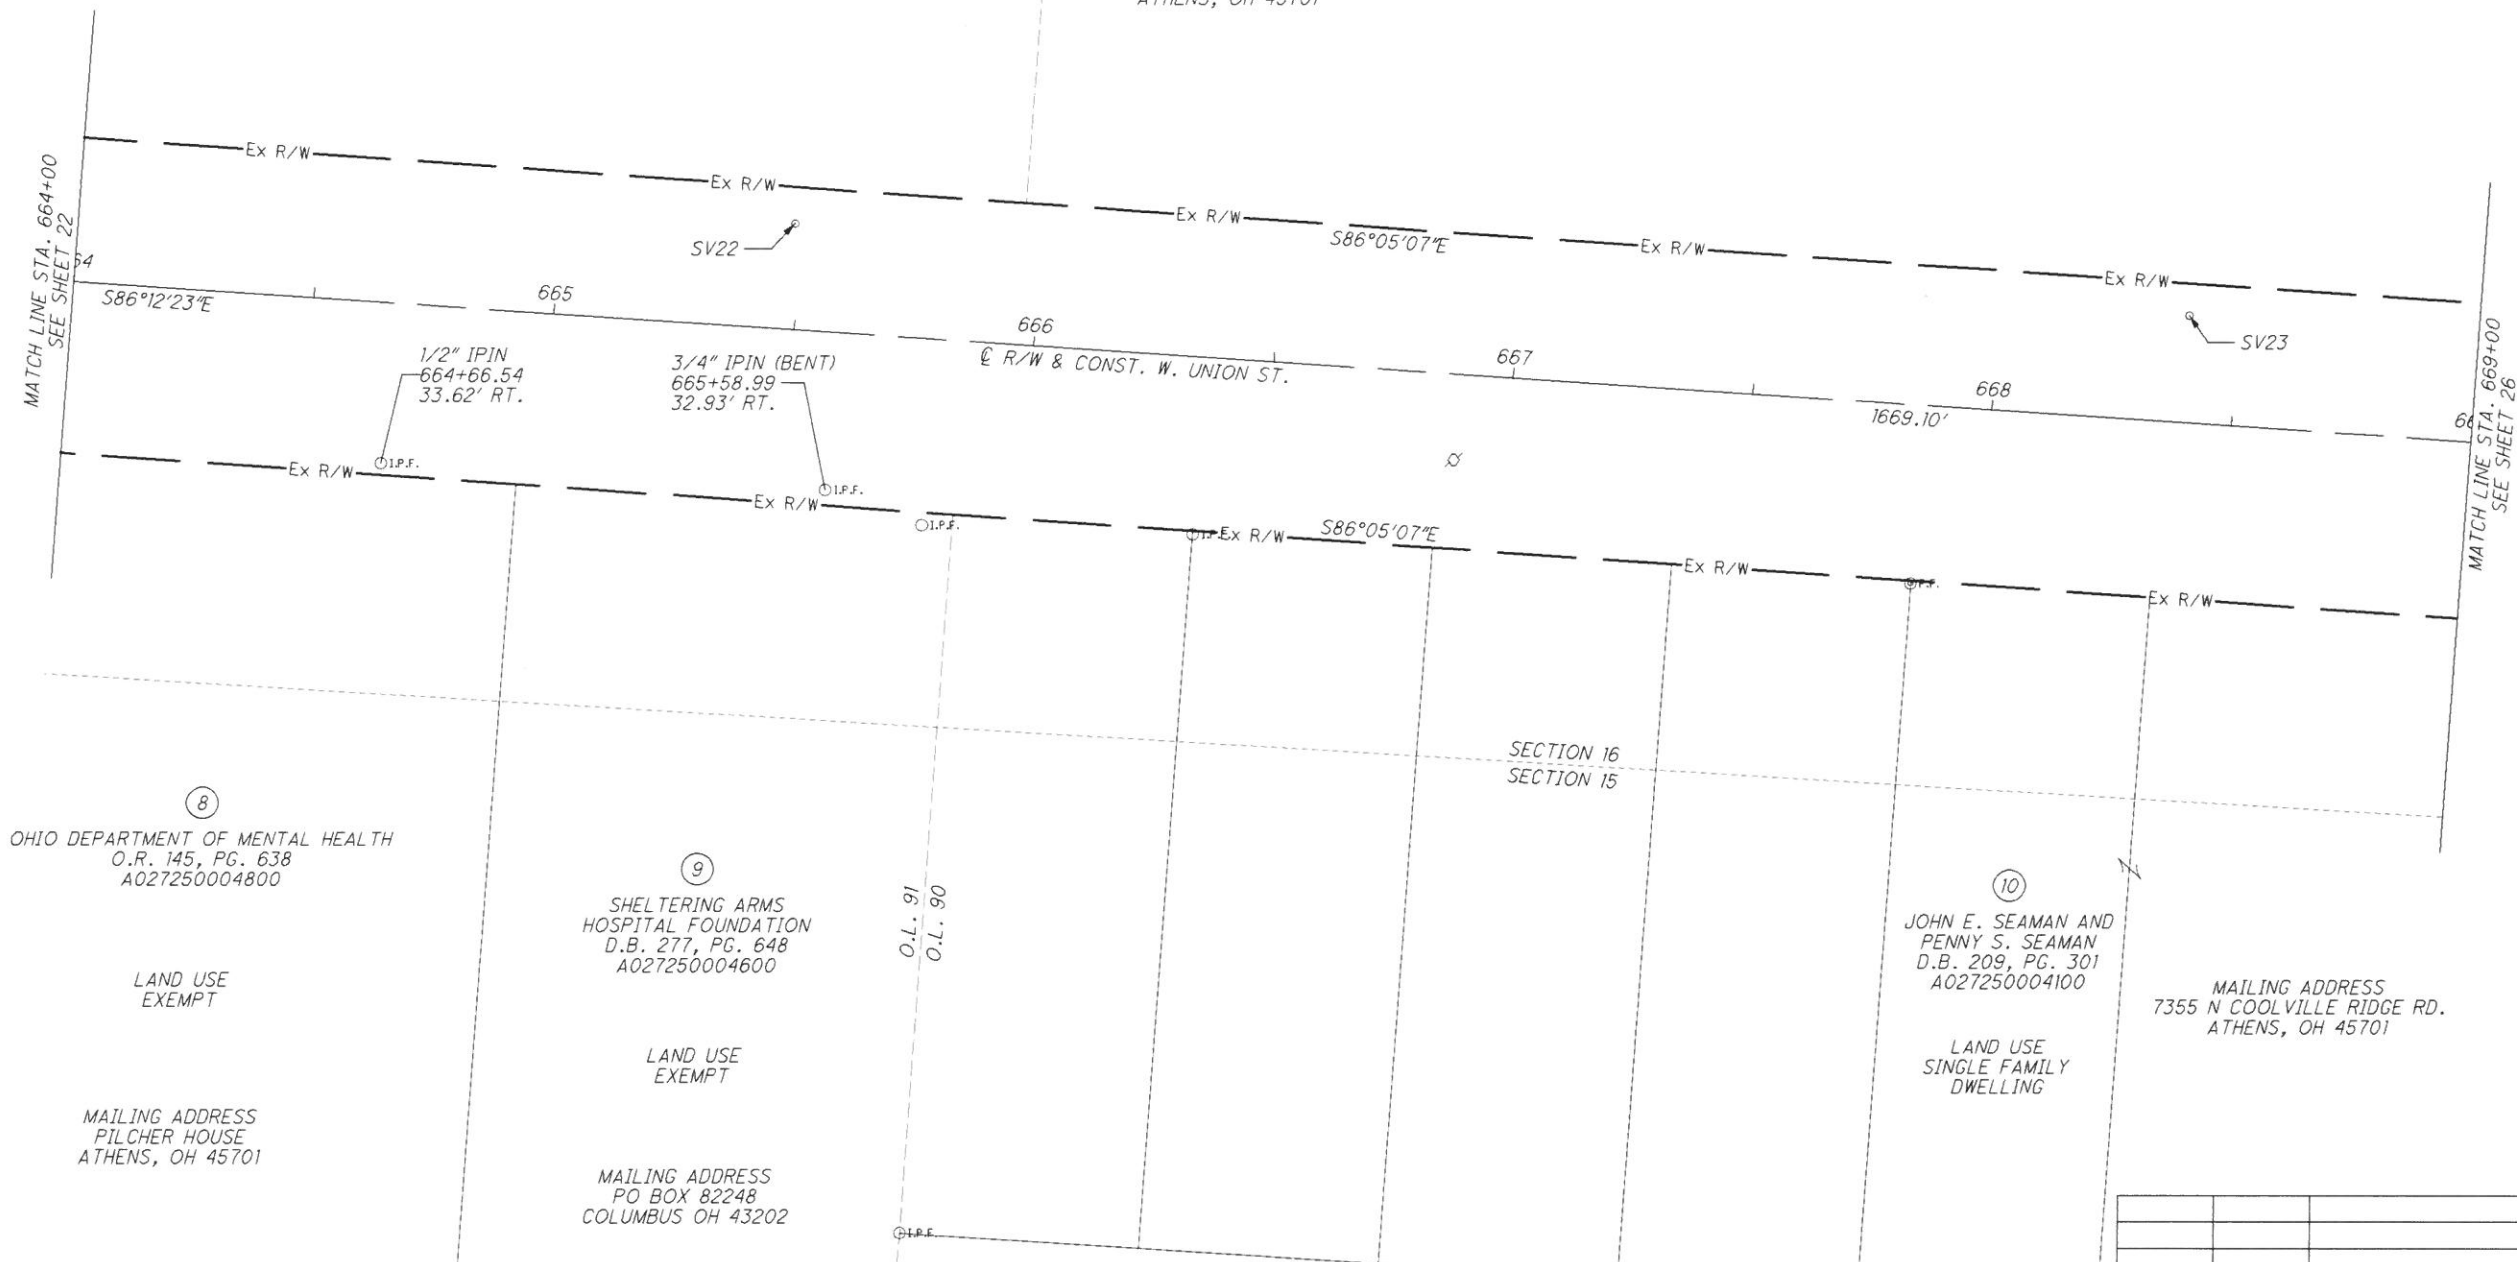 ATHENS, OH 45701
MATCH LINE STA. 664+00
SEE SHEET 22
Ex R/W
Ex R/W
Ex R/W
S86°05'07"E
Ex R/W
Ex R/W
SV22
SV23
S86°12'23"E
665
666
℄ R/W & CONST. W. UNION ST.
667
668
1669.10'
MATCH LINE STA. 669+00
SEE SHEET 26
1/2" IPIN
664+66.54
33.62' RT.
3/4" IPIN (BENT)
665+58.99
32.93' RT.
Ex R/W
I.P.F.
Ex R/W
I.P.F.
I.P.F.
I.P.F.
Ex R/W
S86°05'07"E
Ex R/W
Ex R/W
SECTION 16
SECTION 15
8
OHIO DEPARTMENT OF MENTAL HEALTH
O.R. 145, PG. 638
A027250004800
LAND USE
EXEMPT
MAILING ADDRESS
PILCHER HOUSE
ATHENS, OH 45701
9
SHELTERING ARMS
HOSPITAL FOUNDATION
D.B. 277, PG. 648
A027250004600
LAND USE
EXEMPT
MAILING ADDRESS
PO BOX 82248
COLUMBUS OH 43202
O.L. 91
O.L. 90
I.P.F.
10
JOHN E. SEAMAN AND
PENNY S. SEAMAN
D.B. 209, PG. 301
A027250004100
LAND USE
SINGLE FAMILY
DWELLING
MAILING ADDRESS
7355 N COOLVILLE RIDGE RD.
ATHENS, OH 45701